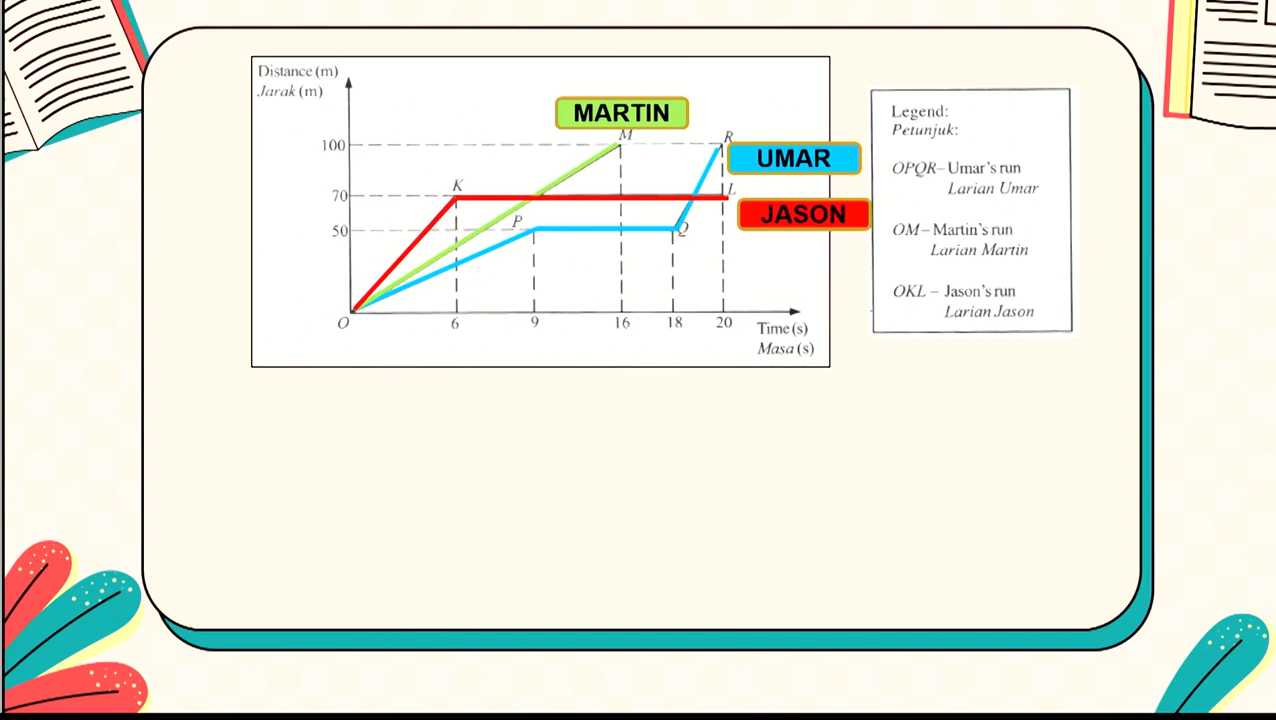 Distance (m)
Jarak (m)
MARTIN
M
R
100
UMAR
K
L
70
JASON
P
Q
50
O
6
9
16
18
20
Time (s)
Masa (s)
Legend:
Petunjuk:
OPQR– Umar's run
Larian Umar
OM– Martin's run
Larian Martin
OKL – Jason's run
Larian Jason